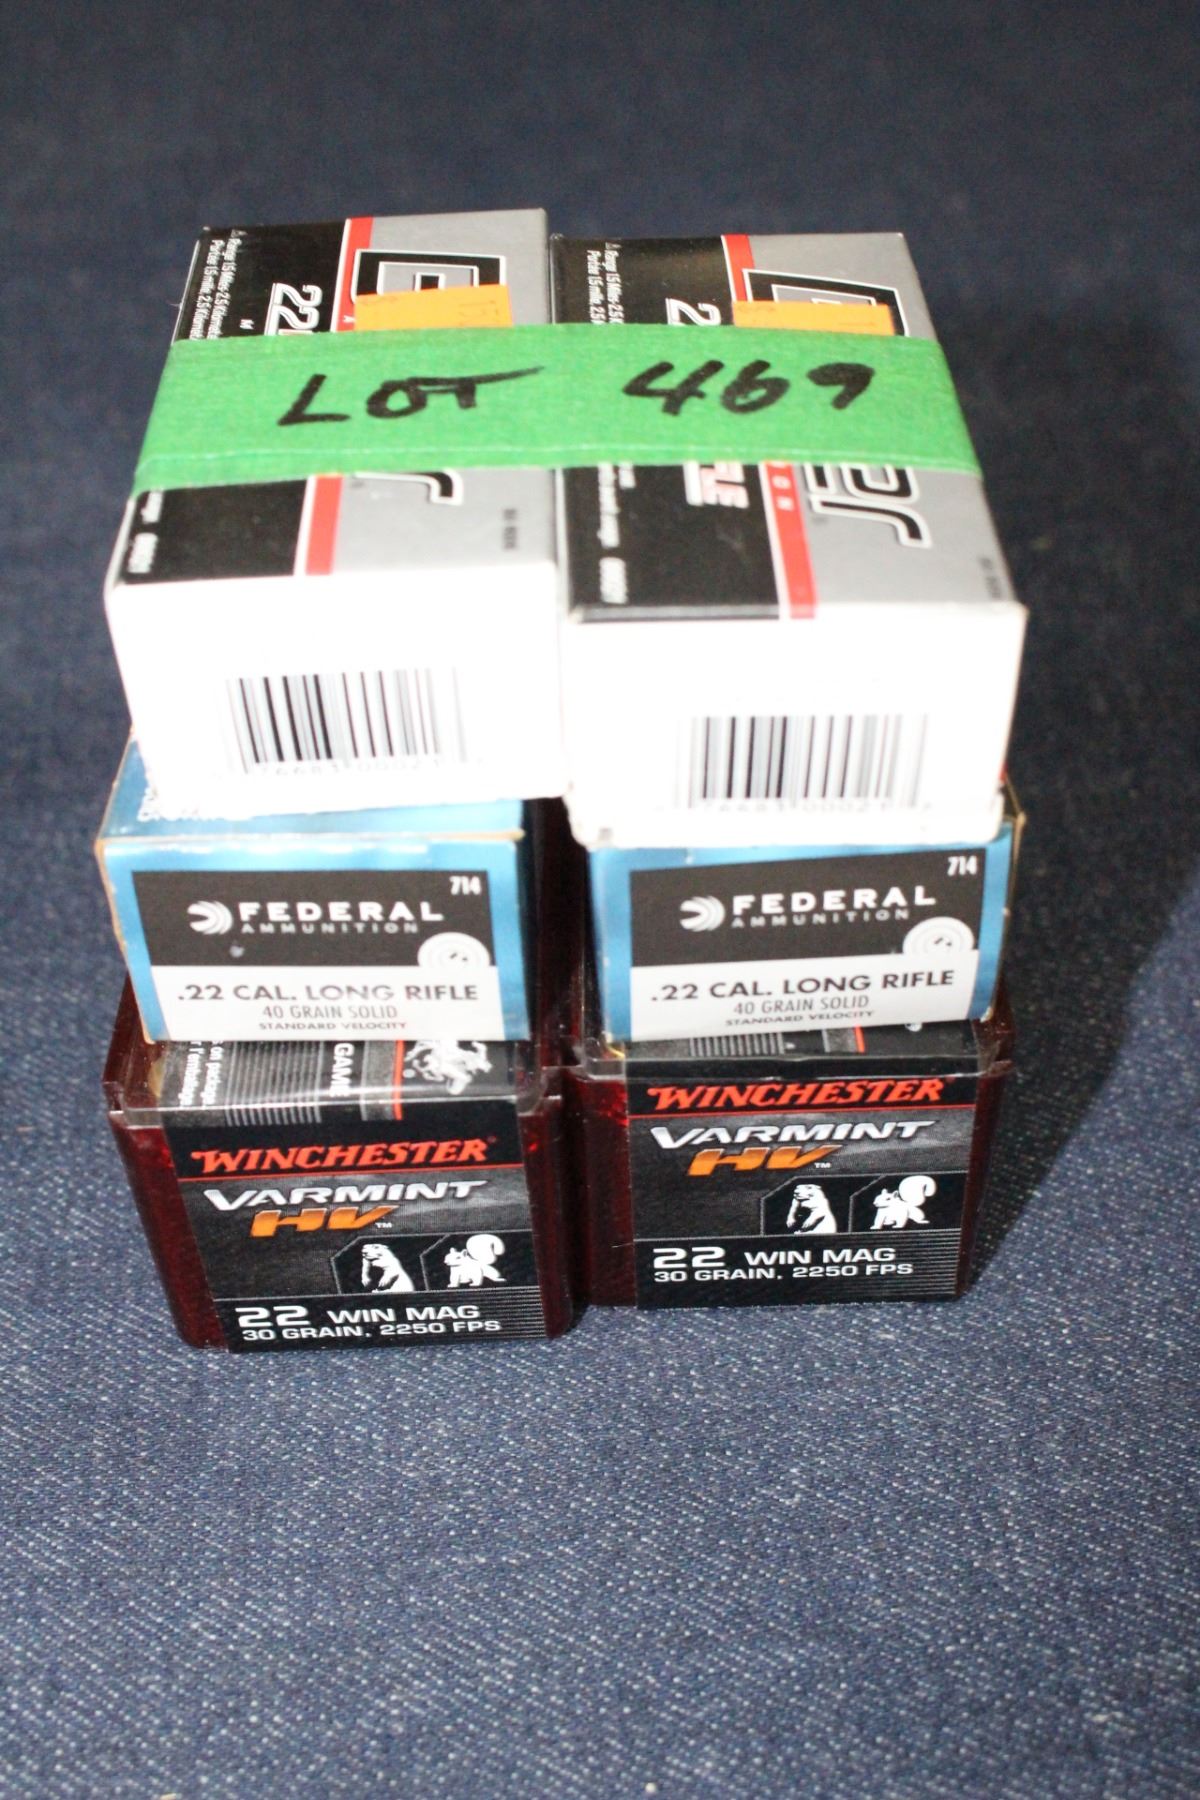 LOT 469
714
FEDERAL
AMMUNITION
.22 CAL. LONG RIFLE
40 GRAIN SOLID
STANDARD VELOCITY
714
FEDERAL
AMMUNITION
.22 CAL. LONG RIFLE
40 GRAIN SOLID
STANDARD VELOCITY
GAME
WINCHESTER
VARMINT
HV™
22 WIN MAG
30 GRAIN, 2250 FPS
WINCHESTER
VARMINT
HV™
22 WIN MAG
30 GRAIN, 2250 FPS